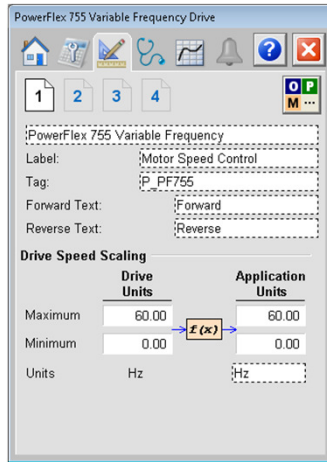 PowerFlex 755 Variable Frequency Drive
?
1 2 3 4
O P
M ...
PowerFlex 755 Variable Frequency
Label: Motor Speed Control
Tag: P_PF755
Forward Text: Forward
Reverse Text: Reverse
Drive Speed Scaling
Drive Units Application Units
Maximum 60.00 60.00
f(x)
Minimum 0.00 0.00
Units Hz Hz